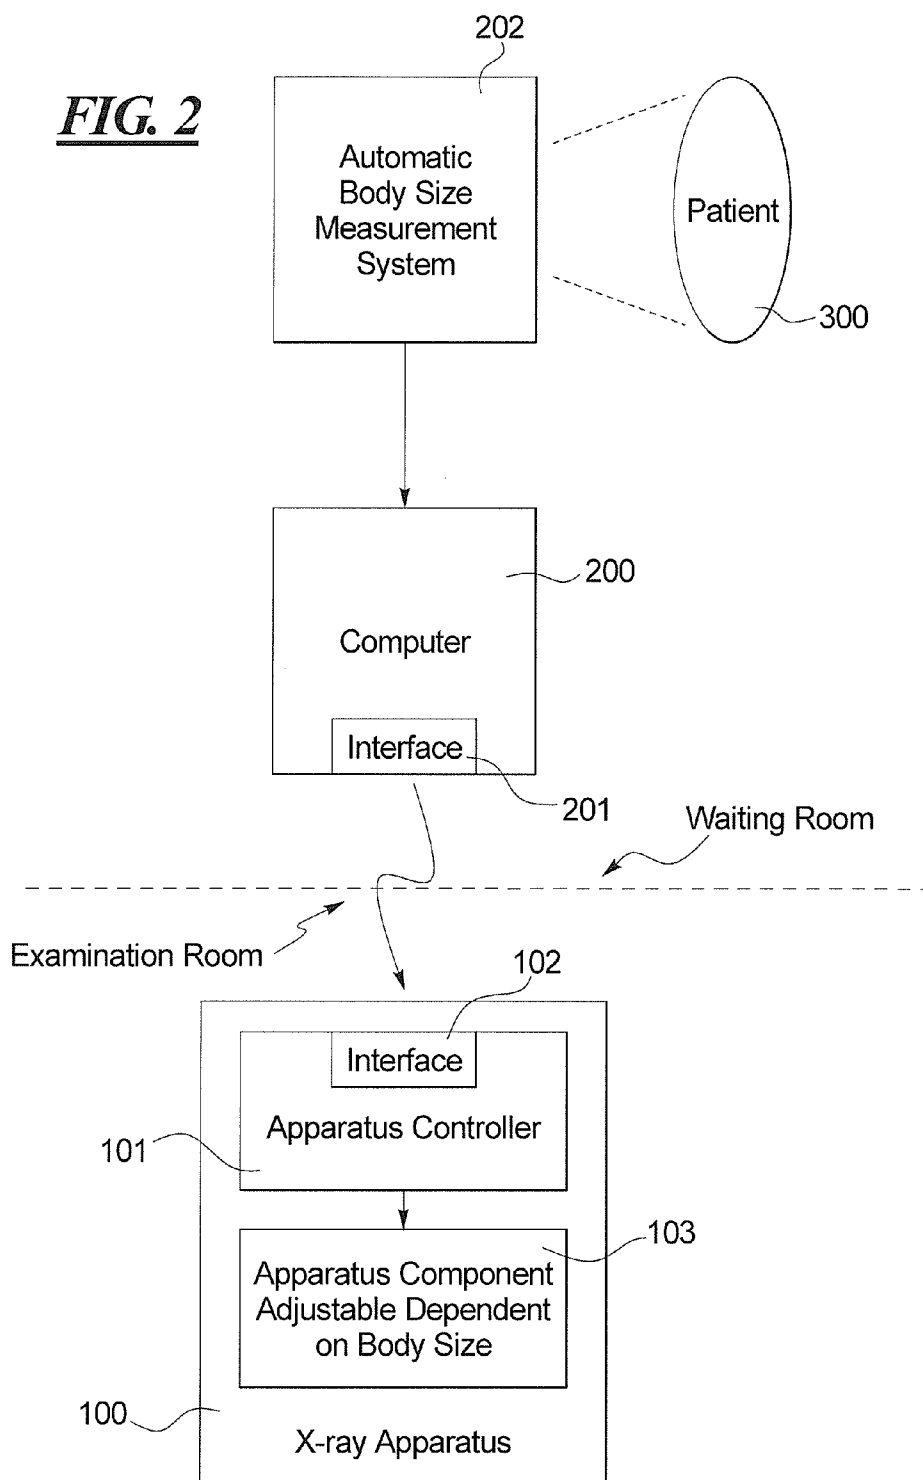 202
FIG. 2
Automatic
Body Size
Measurement
System
Patient
300
200
Computer
Interface
201
Waiting Room
Examination Room
102
Interface
Apparatus Controller
101
103
Apparatus Component
Adjustable Dependent
on Body Size
100
X-ray Apparatus